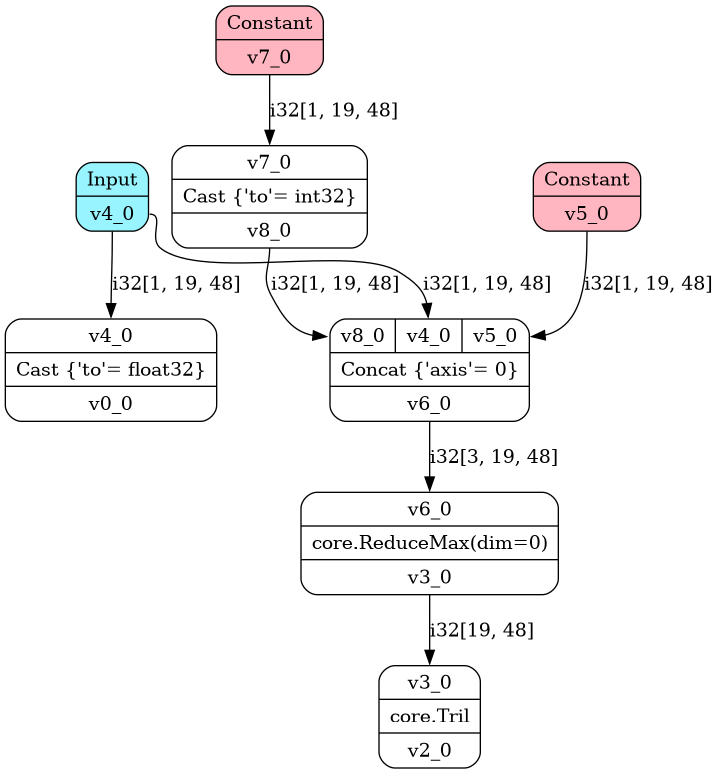 Constant
v7_0
i32[1, 19, 48]
v7_0
Cast {'to'= int32}
v8_0
Input
v4_0
Constant
v5_0
i32[1, 19, 48]
i32[1, 19, 48]
i32[1, 19, 48]
i32[1, 19, 48]
v4_0
Cast {'to'= float32}
v0_0
v8_0 v4_0 v5_0
Concat {'axis'= 0}
v6_0
i32[3, 19, 48]
v6_0
core.ReduceMax(dim=0)
v3_0
i32[19, 48]
v3_0
core.Tril
v2_0